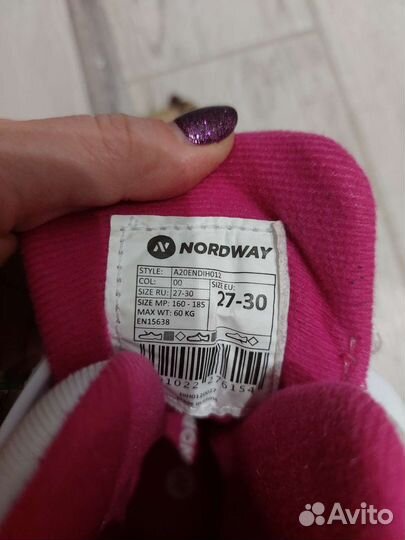 NORDWAY
STYLE: A20ENDIH012
COL: 00
SIZE RU: 27-30
SIZE MP: 160 - 185
MAX WT: 60 KG
EN15638
SIZE EU:
27-30
NORDWAY
Avito